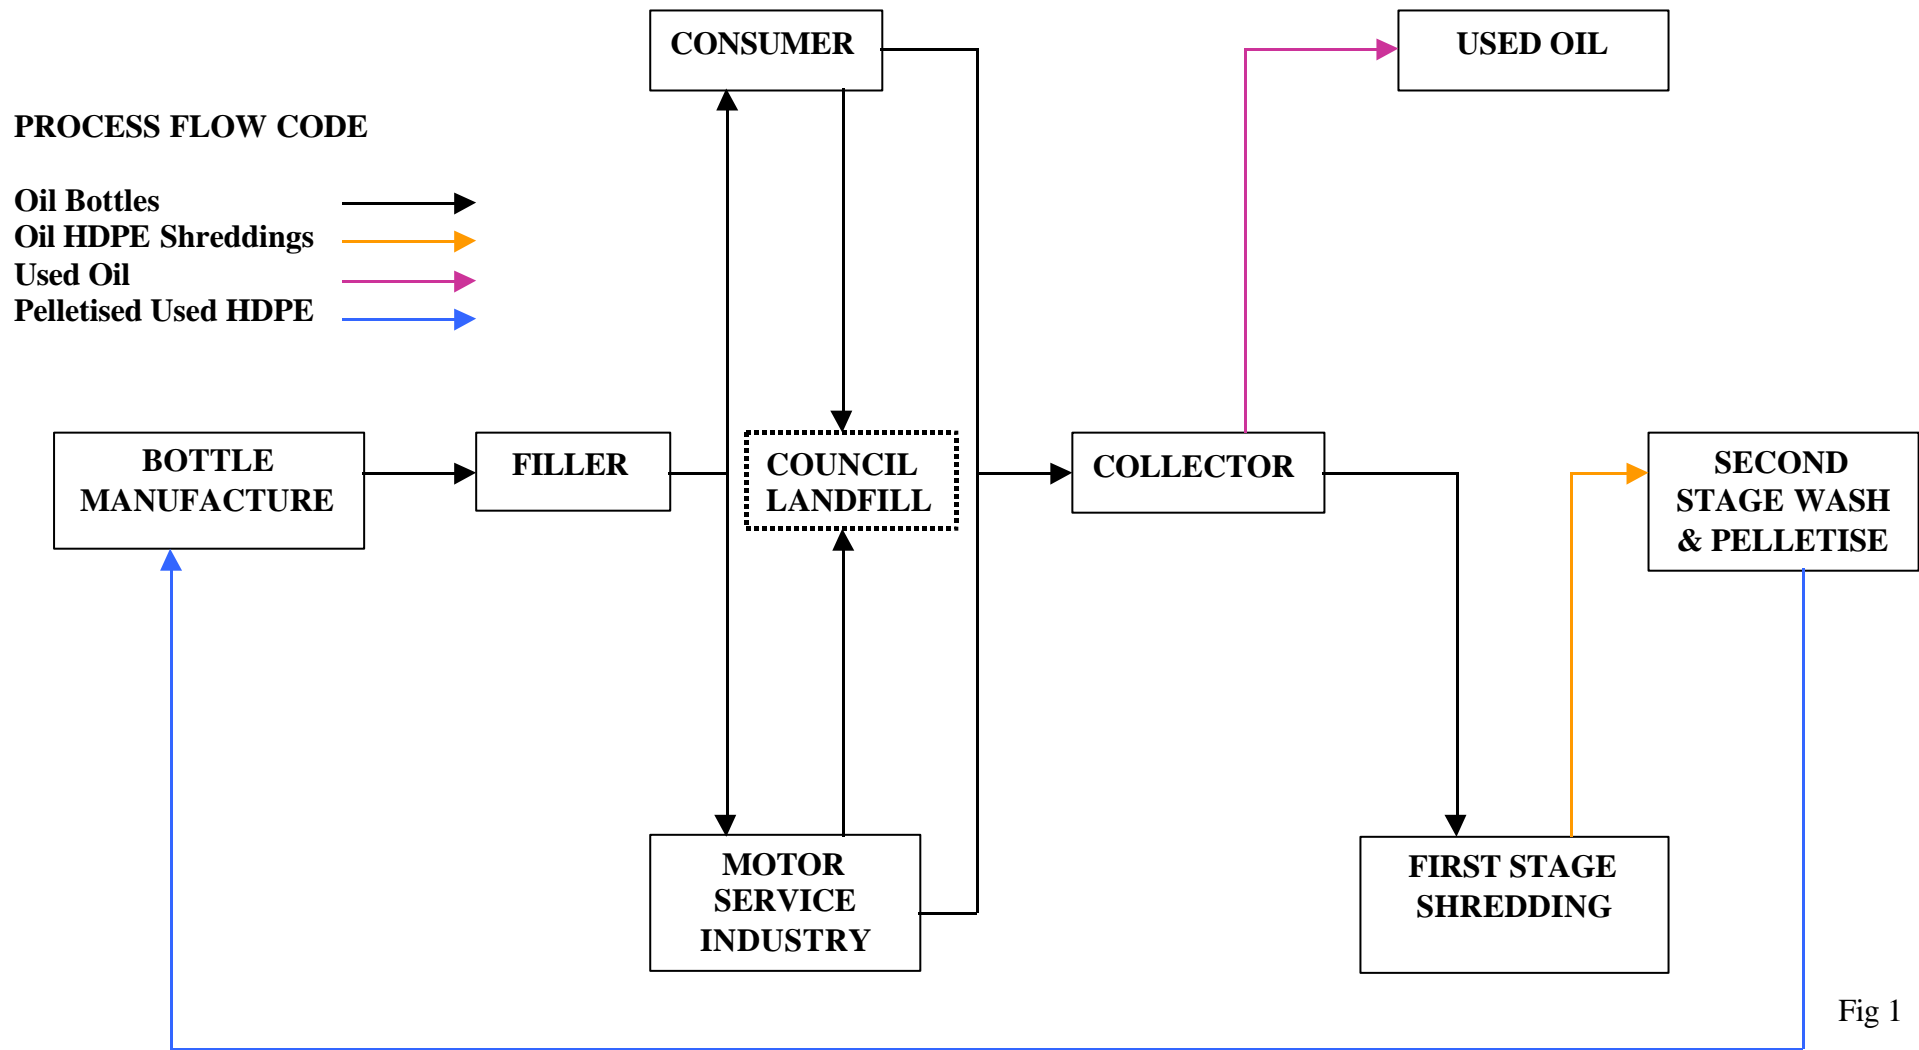 CONSUMER
USED OIL
PROCESS FLOW CODE
Oil Bottles
Oil HDPE Shreddings
Used Oil
Pelletised Used HDPE
BOTTLE
MANUFACTURE
FILLER
COUNCIL
LANDFILL
COLLECTOR
SECOND
STAGE WASH
& PELLETISE
MOTOR
SERVICE
INDUSTRY
FIRST STAGE
SHREDDING
Fig 1